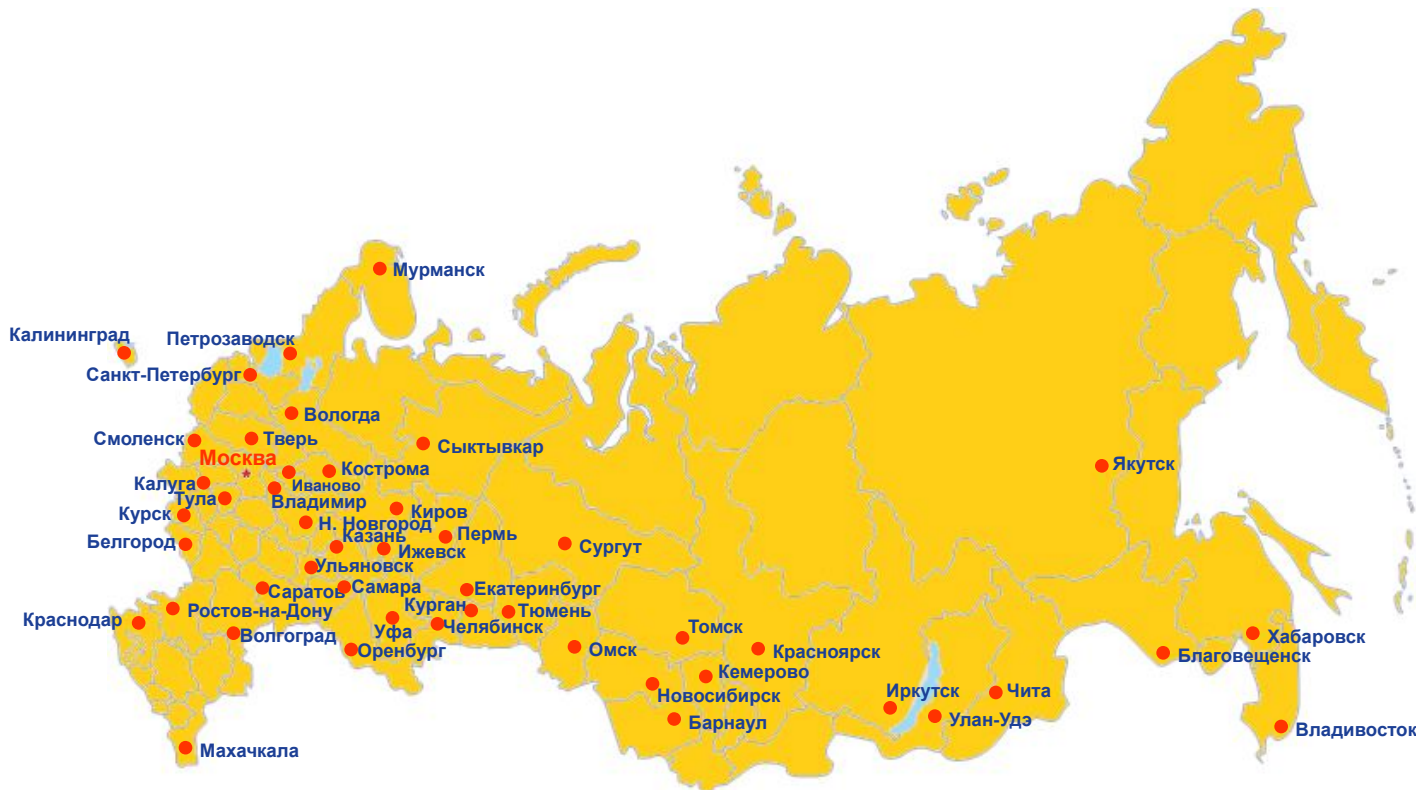 Мурманск
Калининград
Петрозаводск
Санкт-Петербург
Вологда
Смоленск
Тверь
Сыктывкар
Москва
*
Кострома
Якутск
Калуга
Иваново
Тула
Владимир
Курск
Киров
Н. Новгород
Белгород
Казань
Пермь
Ижевск
Сургут
Ульяновск
Саратов
Самара
Екатеринбург
Краснодар
Ростов-на-Дону
Курган
Тюмень
Волгоград
Уфа
Челябинск
Оренбург
Омск
Томск
Красноярск
Хабаровск
Благовещенск
Кемерово
Новосибирск
Иркутск
Чита
Барнаул
Улан-Удэ
Владивосток
Махачкала